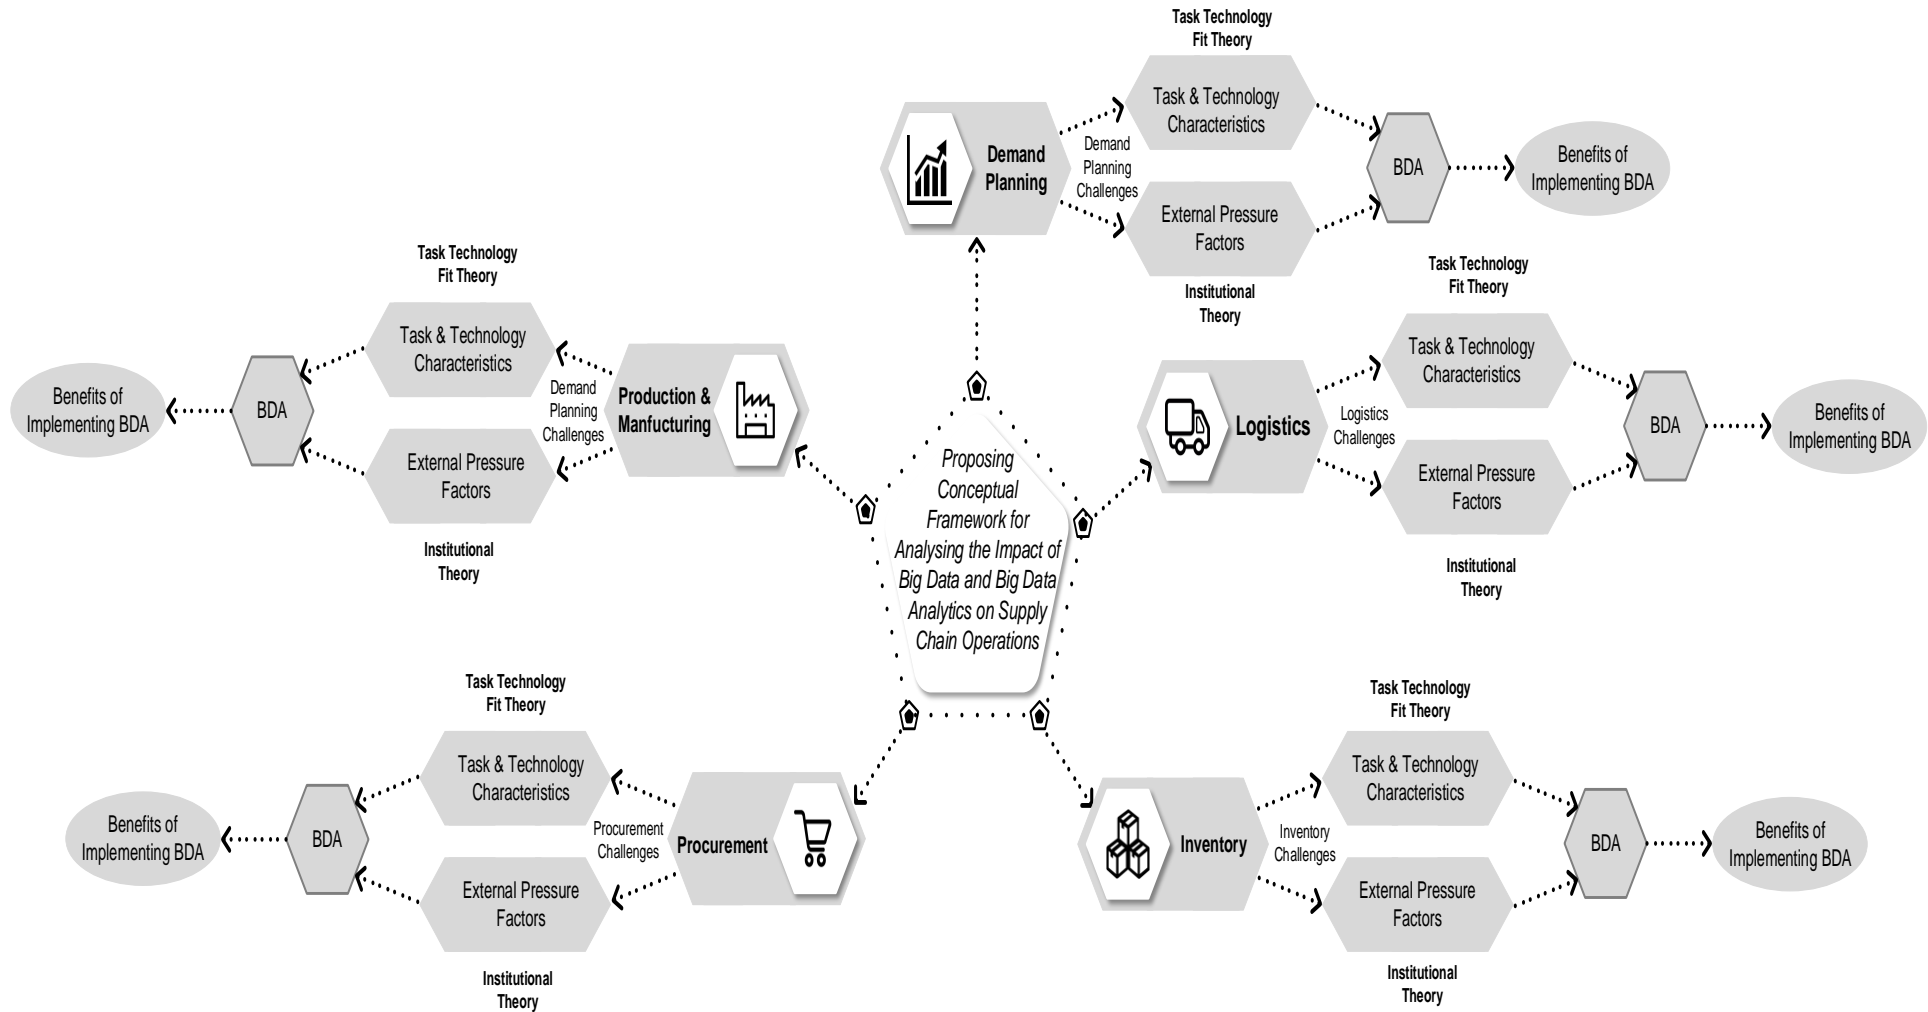 Task Technology
Fit Theory
Task & Technology
Characteristics
Demand
Planning
Demand
Planning
Challenges
BDA
Benefits of
Implementing BDA
External Pressure
Factors
Institutional
Theory
Task Technology
Fit Theory
Task & Technology
Characteristics
Benefits of
Implementing BDA
BDA
Demand
Planning
Challenges
Production &
Manfucturing
External Pressure
Factors
Institutional
Theory
Task Technology
Fit Theory
Task & Technology
Characteristics
Logistics
Logistics
Challenges
BDA
Benefits of
Implementing BDA
External Pressure
Factors
Institutional
Theory
Proposing
Conceptual
Framework for
Analysing the Impact of
Big Data and Big Data
Analytics on Supply
Chain Operations
Task Technology
Fit Theory
Task & Technology
Characteristics
Benefits of
Implementing BDA
BDA
Procurement
Challenges
Procurement
External Pressure
Factors
Institutional
Theory
Task Technology
Fit Theory
Task & Technology
Characteristics
Inventory
Inventory
Challenges
BDA
Benefits of
Implementing BDA
External Pressure
Factors
Institutional
Theory